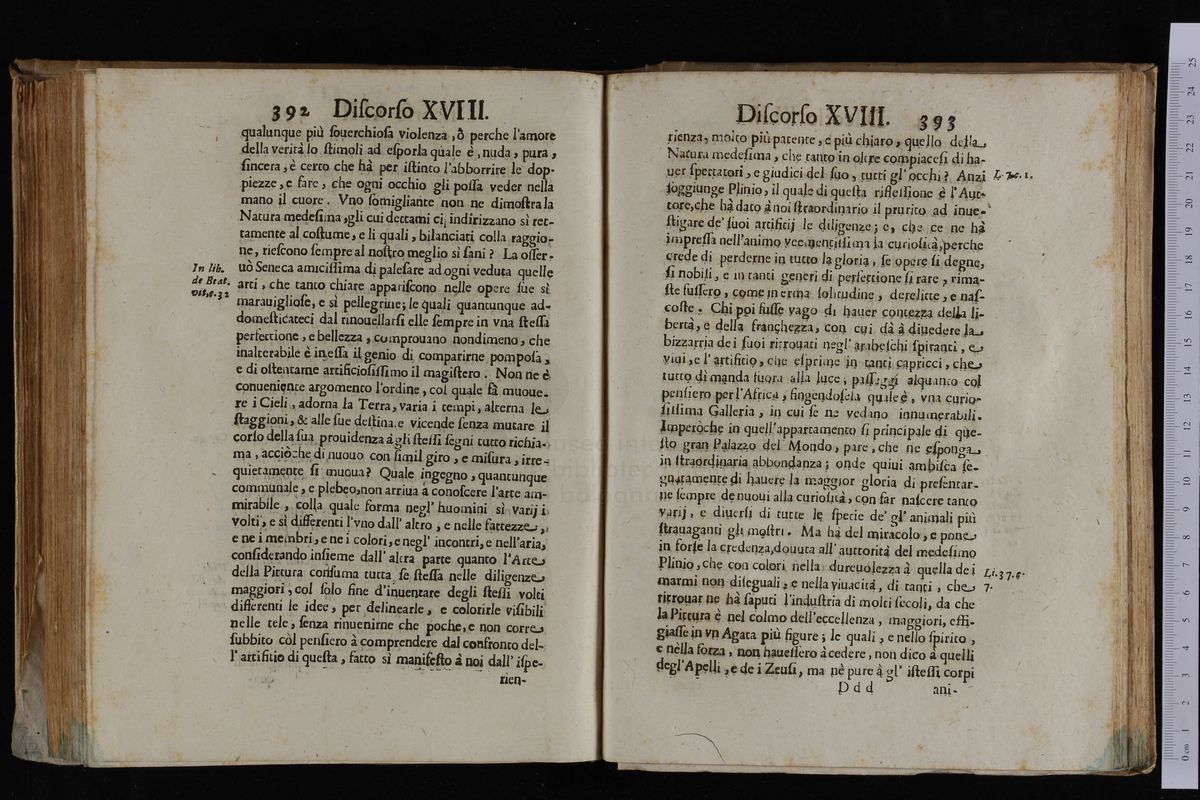 392 Diſcorſo XVIII.
qualunque più ſouerchioſa violenza, ò perche l'amore
della verità lo ſtimoli ad eſporla quale è, nuda, pura,
ſincera, è certo che hà per iſtinto l'abborrire le dop-
piezze, e fare, che ogni occhio gli poſſa veder nella
mano il cuore. Vno ſomigliante non ne dimoſtra la
Natura medeſima, gli cui dettami ci indirizzano sì ret-
tamente al coſtume, e li quali, bilanciati colla raggio-
ne, rieſcono ſempre al noſtro meglio sì ſani? La oſſer-
uò Seneca amiciſſima di paleſare ad ogni veduta quelle
arti, che tanto chiare appariſcono nelle opere ſue sì
marauiglioſe, e sì pellegrine; le quali quantunque ad-
domeſticateci dal rinouellarſi elle ſempre in vna ſteſſa
perfettione, e bellezza, comprouano nondimeno, che
inalterabile è in eſſa il genio di comparirne pompoſa,
e di oſtentarne artificioſiſſimo il magiſtero. Non ne è
conueniente argomento l'ordine, col quale fà muoue-
re i Cieli, adorna la Terra, varia i tempi, alterna le
ſtaggioni, & alle ſue deſtinate vicende ſenza mutare il
corſo della ſua prouidenza à gli ſteſſi ſegni tutto richia-
ma, acciòche di nuouo con ſimil giro, e miſura, irre-
quietamente ſi muoua? Quale ingegno, quantunque
communale, e plebeo, non arriua à conoſcere l'arte am-
mirabile, colla quale forma negl' huomini sì varij i
volti, e sì differenti l'vno dall' altro, e nelle fattezze,
e ne i membri, e ne i colori, e negl' incontri, e nell'aria,
conſiderando inſieme dall' altra parte quanto l'Arte
della Pittura conſuma tutta ſe ſteſſa nelle diligenze
maggiori, col ſolo fine d'inuentare degli ſteſſi volti
differenti le idee, per delinearle, e colorirle viſibili
nelle tele, ſenza rinuenirne che poche, e non corre
ſubbito còl penſiero à comprendere dal confronto del-
l' artifitio di queſta, fatto sì manifeſto à noi dall' iſpe-
rien-
In lib.
de Breat.
vit. c. 32
Diſcorſo XVIII. 393
rienza, molto più patente, e più chiaro, quello della
Natura medeſima, che tanto in oltre compiaceſi di ha-
uer ſpettatori, e giudici del ſuo, tutti gl' occhi? Anzi
ſoggiunge Plinio, il quale di queſta rifleſſione è l'Aut-
tore, che hà dato à noi ſtraordinario il prurito ad inue-
ſtigare de' ſuoi artificij le diligenze; e, che ce ne hà
impreſſa nell'animo veementiſſima la curioſità, perche
crede di perderne in tutto la gloria, ſe opere ſi degne,
ſi nobili, e in tanti generi di perfettione ſi rare, rima-
ſte fuſſero, come in erma ſolitudine, derelitte, e naſ-
coſte. Chi poi fuſſe vago di hauer contezza della li-
bertà, e della franchezza, con cui dà à diuedere la
bizzarria de i ſuoi ritrouati negl' arabeſchi ſpiranti, e
viui, e l' artifitio, che eſprime in tanti capricci, che
tutto di manda fuora alla luce; paſſeggi alquanto col
penſiero per l'Africa, fingendoſela quale è, vna curio-
ſiſſima Galleria, in cui ſe ne vedano innumerabili.
Imperòche in quell'appartamento ſi principale di que-
ſto gran Palazzo del Mondo, pare, che ne eſponga
in ſtraordinaria abbondanza; onde quiui ambiſca ſe-
gnatamente di hauere la maggior gloria di preſentar-
ne ſempre de nuoui alla curioſità, con far naſcere tanto
varij, e diuerſi di tutte le ſpetie de' gl' animali più
ſtrauaganti gli moſtri. Ma hà del miracolo, e pone
in forſe la credenza, douuta all' auttorità del medeſimo
Plinio, che con colori nella dureuolezza à quella de i
marmi non diſeguali, e nella viuacità, di tanti, che
ritrouar ne hà ſaputi l'induſtria di molti ſecoli, da che
la Pittura è nel colmo dell'eccellenza, maggiori, effi-
giaſſe in vn Agata più figure; le quali, e nello ſpirito,
e nella forza, non haueſſero à cedere, non dico à quelli
degl'Apelli, e de i Zeuſi, ma nè pure à gl' iſteſſi corpi
D d d ani-
L. 7. c. 1.
Li. 37. c.
7.